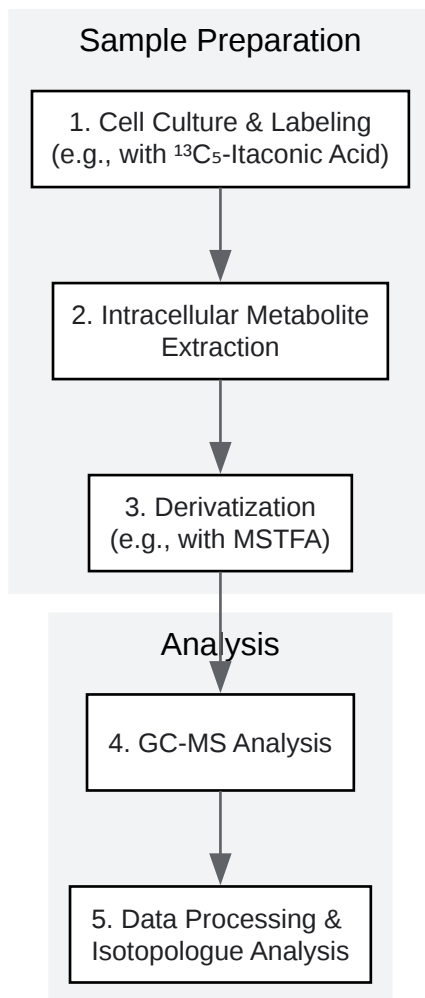 Sample Preparation
1. Cell Culture & Labeling
(e.g., with ¹³C₅-Itaconic Acid)
2. Intracellular Metabolite
Extraction
3. Derivatization
(e.g., with MSTFA)
Analysis
4. GC-MS Analysis
5. Data Processing &
Isotopologue Analysis